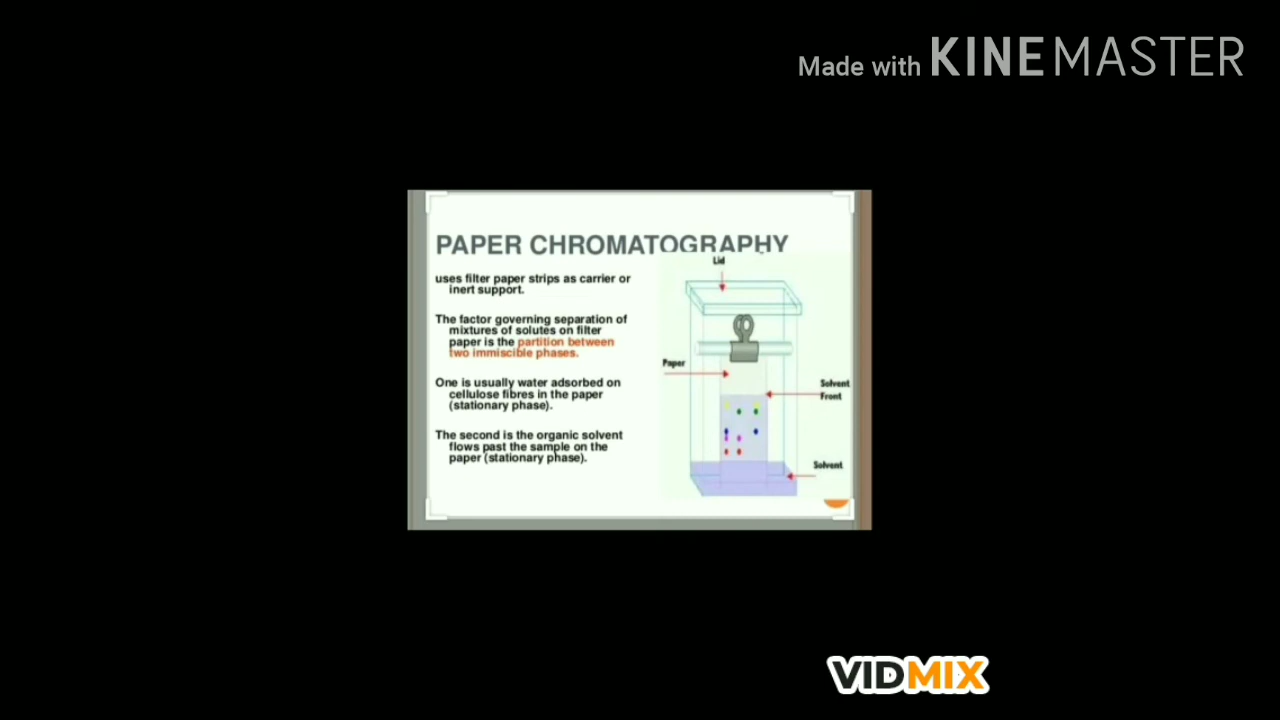 Made with KINEMASTER
PAPER CHROMATOGRAPHY
uses filter paper strips as carrier or
inert support.
The factor governing separation of
mixtures of solutes on filter
paper is the partition between
two immiscible phases.
One is usually water adsorbed on
cellulose fibres in the paper
(stationary phase).
The second is the organic solvent
flows past the sample on the
paper (stationary phase).
Lid
Paper
Solvent
Front
Solvent
VIDMIX